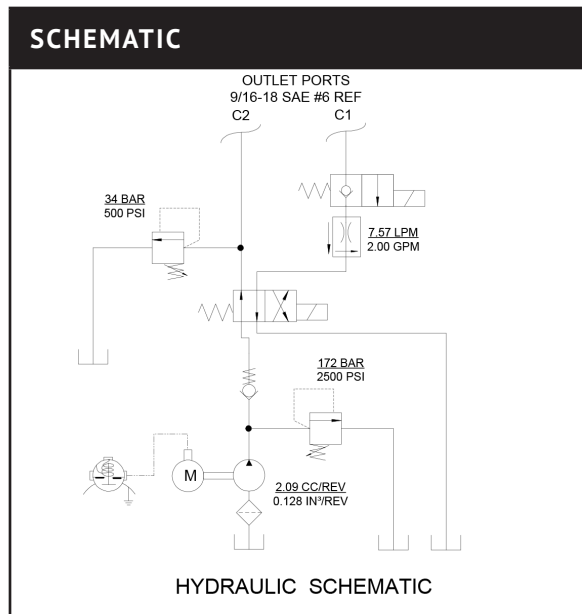 SCHEMATIC
OUTLET PORTS
9/16-18 SAE #6 REF
C2 C1
34 BAR
500 PSI
7.57 LPM
2.00 GPM
172 BAR
2500 PSI
M
2.09 CC/REV
0.128 IN³/REV
HYDRAULIC SCHEMATIC